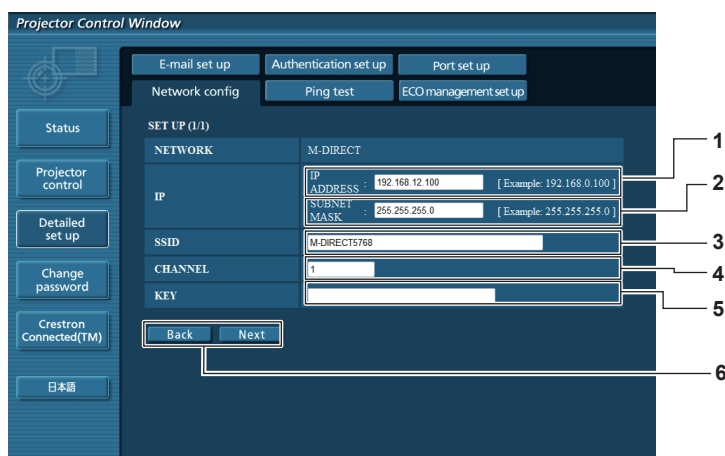 Projector Control Window
E-mail set up
Authentication set up
Port set up
Network config
Ping test
ECO management set up
Status
Projector
control
Detailed
set up
Change
password
Crestron
Connected(TM)
日本語
SET UP (1/1)
NETWORK
M-DIRECT
IP
IP
ADDRESS : 192.168.12.100 [ Example: 192.168.0.100 ]
SUBNET
MASK : 255.255.255.0 [ Example: 255.255.255.0 ]
SSID
M-DIRECT5768
CHANNEL
1
KEY
Back
Next
1
2
3
4
5
6